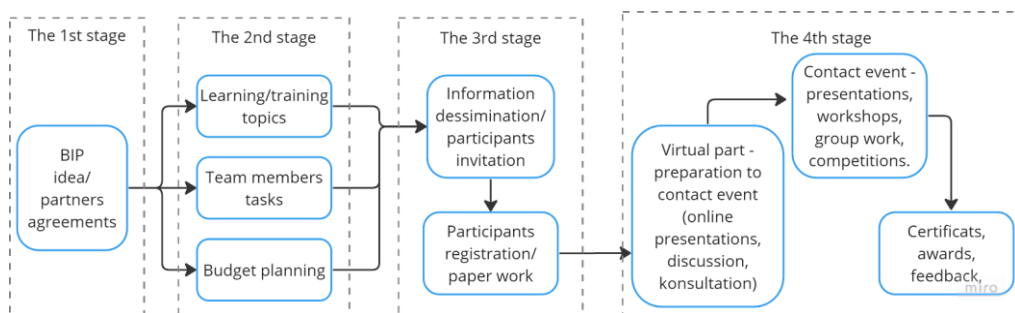 The 1st stage
BIP
idea/
partners
agreements
The 2nd stage
Learning/training
topics
Team members
tasks
Budget planning
The 3rd stage
Information
dessimination/
participants
invitation
Participants
registration/
paper work
The 4th stage
Virtual part -
preparation to
contact event
(online
presentations,
discussion,
konsultation)
Contact event -
presentations,
workshops,
group work,
competitions.
Certificats,
awards,
feedback,
miro